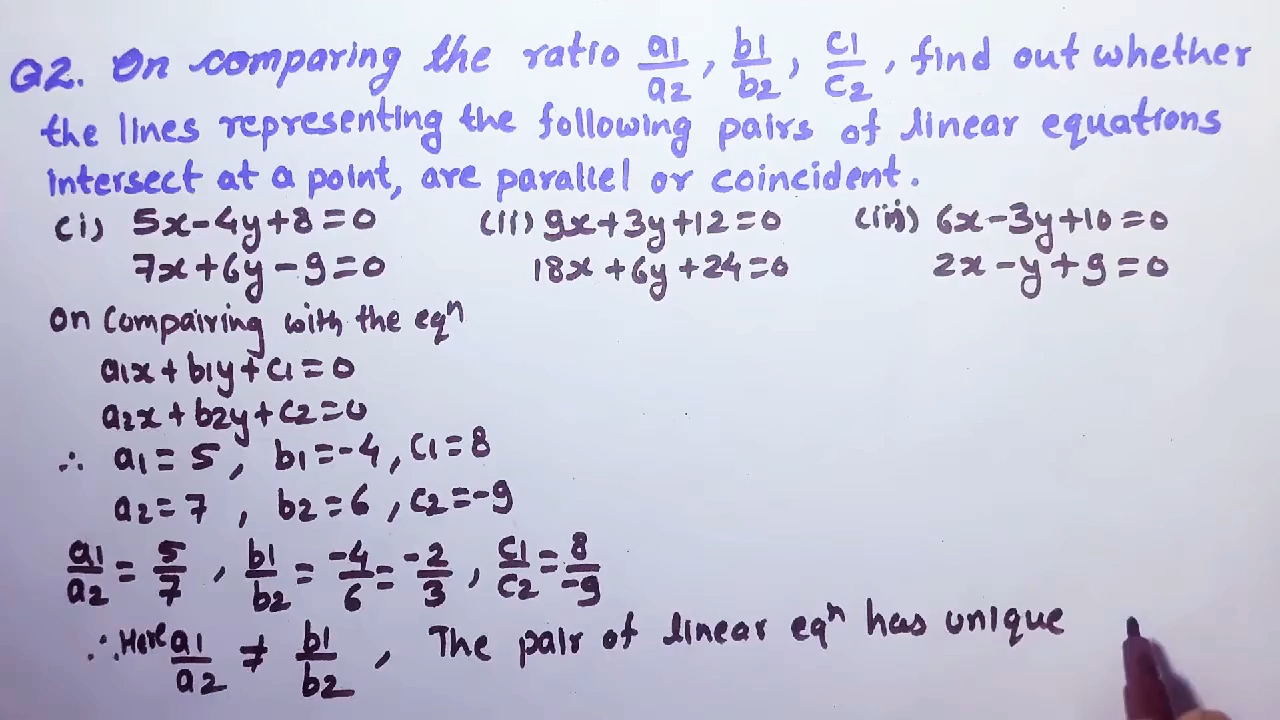 Q2. On comparing the ratio a1/a2, b1/b2, c1/c2, find out whether
the lines representing the following pairs of linear equations
intersect at a point, are parallel or coincident.
(i) 5x-4y+8=0 (ii) 9x+3y+12=0 (iii) 6x-3y+10=0
7x+6y-9=0 18x+6y+24=0 2x-y+9=0
On Compairing with the eqⁿ
a1x+b1y+c1=0
a2x+b2y+c2=0
∴ a1=5, b1=-4, c1=8
a2=7, b2=6, c2=-9
a1/a2 = 5/7, b1/b2 = -4/6 = -2/3, c1/c2 = 8/-9
∴ Here a1/a2 ≠ b1/b2, The pair of linear eqⁿ has unique